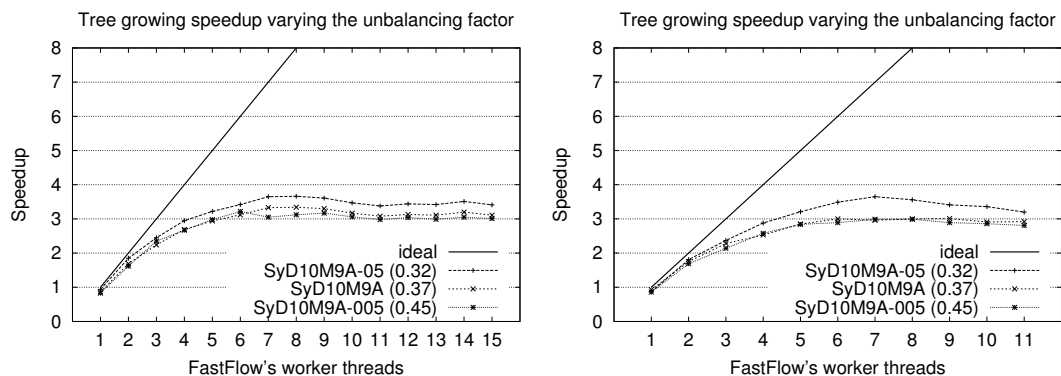 Tree growing speedup varying the unbalancing factor
8
7
6
5
4
3
2
1
0
Speedup
ideal
SyD10M9A-05 (0.32)
SyD10M9A (0.37)
SyD10M9A-005 (0.45)
1 2 3 4 5 6 7 8 9 10 11 12 13 14 15
FastFlow's worker threads
Tree growing speedup varying the unbalancing factor
8
7
6
5
4
3
2
1
0
Speedup
ideal
SyD10M9A-05 (0.32)
SyD10M9A (0.37)
SyD10M9A-005 (0.45)
1 2 3 4 5 6 7 8 9 10 11
FastFlow's worker threads